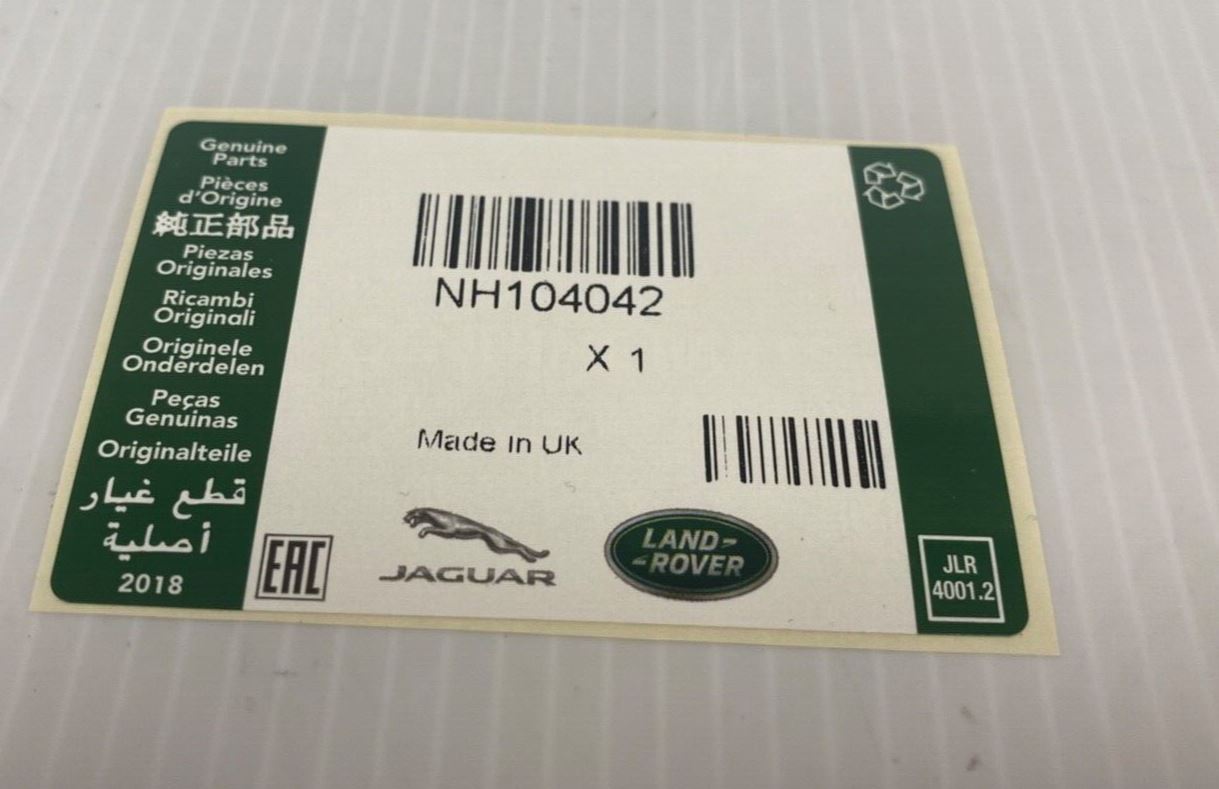 Genuine
Parts
Pièces
d'Origine
純正部品
Piezas
Originales
Ricambi
Originali
Originele
Onderdelen
Peças
Genuinas
Originalteile
قطع غيار
أصلية
2018
NH104042
X 1
Made in UK
EAC
JAGUAR
LAND-
-ROVER
JLR
4001.2